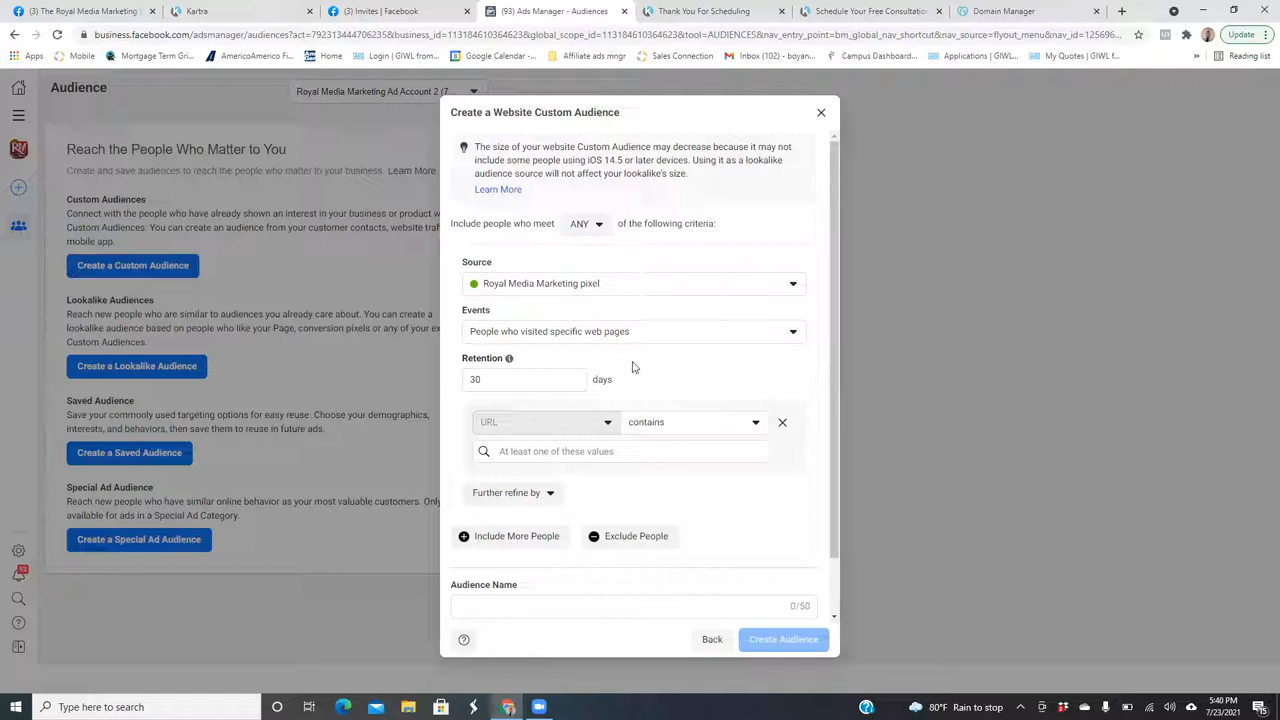 (3) The Royal Media Marketing
Kartra
(3) Invites | Facebook
(93) Ads Manager - Audiences
Thank You For Scheduling
Schedule Your Free Consultation
Domain Manager
business.facebook.com/adsmanager/audiences?act=792313444706235&business_id=113184610363234&global_scope_id=113184610363234&tool=AUDIENCES&nav_entry_point=bm_global_nav_shortcut&nav_source=flyout_menu&nav_id=125696...
Update
Apps
Mobile
Mortgage Term Gri...
AmericoAmerico Fi...
Home
Login | GIWL from...
Google Calendar -...
Affiliate ad mngr
Sales Connection
Inbox (102) - boyan...
Campus Dashboard...
Applications | GIWL f...
My Quotes | GIWL f...
»
Reading list
Audience
Royal Media Marketing Ad Account 2 (7
Reach the People Who Matter to You
Create and save audiences to reach the people who matter to your business. Learn More
Custom Audiences
Connect with the people who have already shown an interest in your business or product w
Custom Audiences. You can create an audience from your customer contacts, website traf
mobile app.
Create a Custom Audience
Lookalike Audiences
Reach new people who are similar to audiences you already care about. You can create a
lookalike audience based on people who like your Page, conversion pixels or any of your ex
Custom Audiences.
Create a Lookalike Audience
Saved Audience
Save your commonly used targeting options for easy reuse. Choose your demographics,
interests, and behaviors, then save them to reuse in future ads.
Create a Saved Audience
Special Ad Audience
Reach new people who have similar online behavior as your most valuable customers. Only
available for ads in a Special Ad Category.
Create a Special Ad Audience
93
Create a Website Custom Audience
The size of your website Custom Audience may decrease because it may not
include some people using iOS 14.5 or later devices. Using it as a lookalike
audience source will not affect your lookalike's size.
Learn More
Include people who meet ANY of the following criteria:
Source
Royal Media Marketing pixel
Events
People who visited specific web pages
Retention
30 days
URL contains
At least one of these values
Further refine by
Include More People
Exclude People
Audience Name
0/50
Back
Create Audience
Type here to search
80°F Rain to stop
5:40 PM
7/23/2021
15